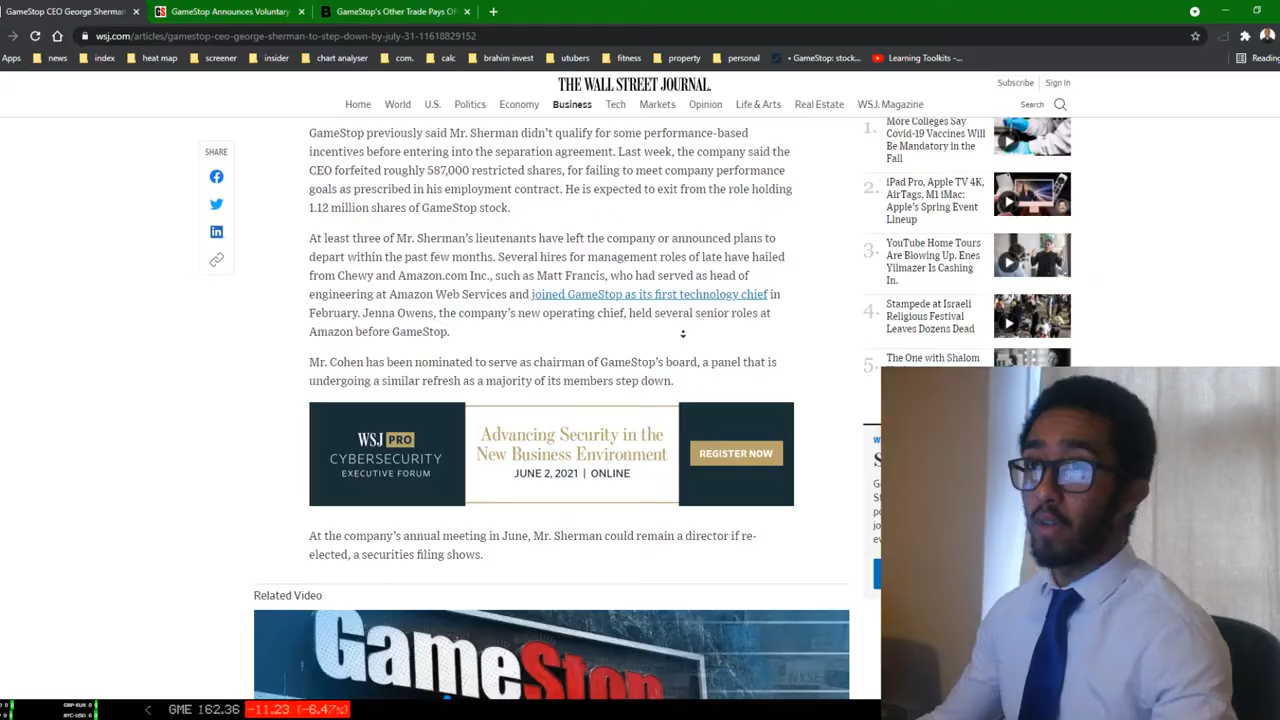 GameStop CEO George Sherman
GameStop Announces Voluntary
GameStop's Other Trade Pays Of
wsj.com/articles/gamestop-ceo-george-sherman-to-step-down-by-july-31-11618829152
Apps news index heat map screener insider chart analyser com. calc brahim invest utubers fitness property personal • GameStop: stock... Learning Toolkits -... Reading
THE WALL STREET JOURNAL.
Subscribe Sign In
Home World U.S. Politics Economy Business Tech Markets Opinion Life & Arts Real Estate WSJ. Magazine Search
SHARE
GameStop previously said Mr. Sherman didn't qualify for some performance-based
incentives before entering into the separation agreement. Last week, the company said the
CEO forfeited roughly 587,000 restricted shares, for failing to meet company performance
goals as prescribed in his employment contract. He is expected to exit from the role holding
1.12 million shares of GameStop stock.
At least three of Mr. Sherman's lieutenants have left the company or announced plans to
depart within the past few months. Several hires for management roles of late have hailed
from Chewy and Amazon.com Inc., such as Matt Francis, who had served as head of
engineering at Amazon Web Services and joined GameStop as its first technology chief in
February. Jenna Owens, the company's new operating chief, held several senior roles at
Amazon before GameStop.
Mr. Cohen has been nominated to serve as chairman of GameStop's board, a panel that is
undergoing a similar refresh as a majority of its members step down.
WSJ PRO
CYBERSECURITY
EXECUTIVE FORUM
Advancing Security in the
New Business Environment
JUNE 2, 2021 | ONLINE
REGISTER NOW
At the company's annual meeting in June, Mr. Sherman could remain a director if re-
elected, a securities filing shows.
Related Video
GameStop
NYSE
1.
More Colleges Say
Covid-19 Vaccines Will
Be Mandatory in the
Fall
2.
iPad Pro, Apple TV 4K,
AirTags, M1 iMac:
Apple's Spring Event
Lineup
3.
YouTube Home Tours
Are Blowing Up. Enes
Yilmazer Is Cashing
In.
4.
Stampede at Israeli
Religious Festival
Leaves Dozens Dead
5.
The One with Shalom
GBP-EUR 0
BTC-USD 0
GME 162.36 -11.23 (-6.47%)